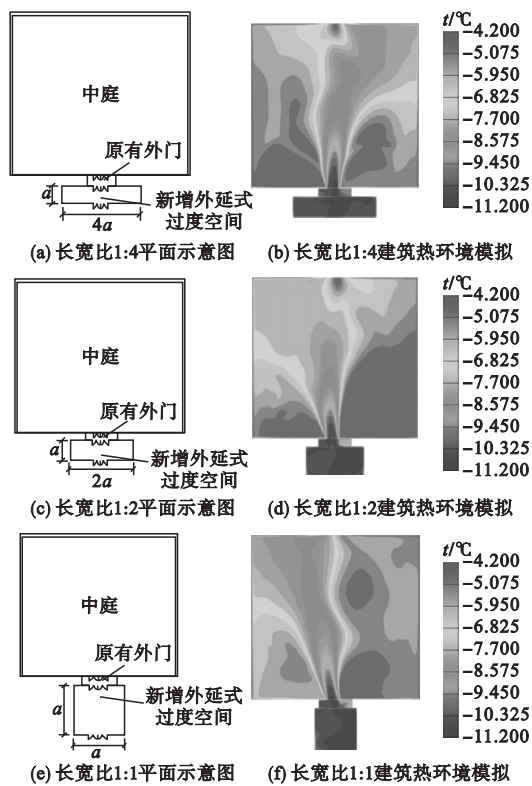 中庭
原有外门
a
新增外延式
过度空间
4a
(a) 长宽比1:4平面示意图
t/℃
-4.200
-5.075
-5.950
-6.825
-7.700
-8.575
-9.450
-10.325
-11.200
(b) 长宽比1:4建筑热环境模拟
中庭
原有外门
a
新增外延式
过度空间
2a
(c) 长宽比1:2平面示意图
t/℃
-4.200
-5.075
-5.950
-6.825
-7.700
-8.575
-9.450
-10.325
-11.200
(d) 长宽比1:2建筑热环境模拟
中庭
原有外门
新增外延式
过度空间
a
a
(e) 长宽比1:1平面示意图
t/℃
-4.200
-5.075
-5.950
-6.825
-7.700
-8.575
-9.450
-10.325
-11.200
(f) 长宽比1:1建筑热环境模拟